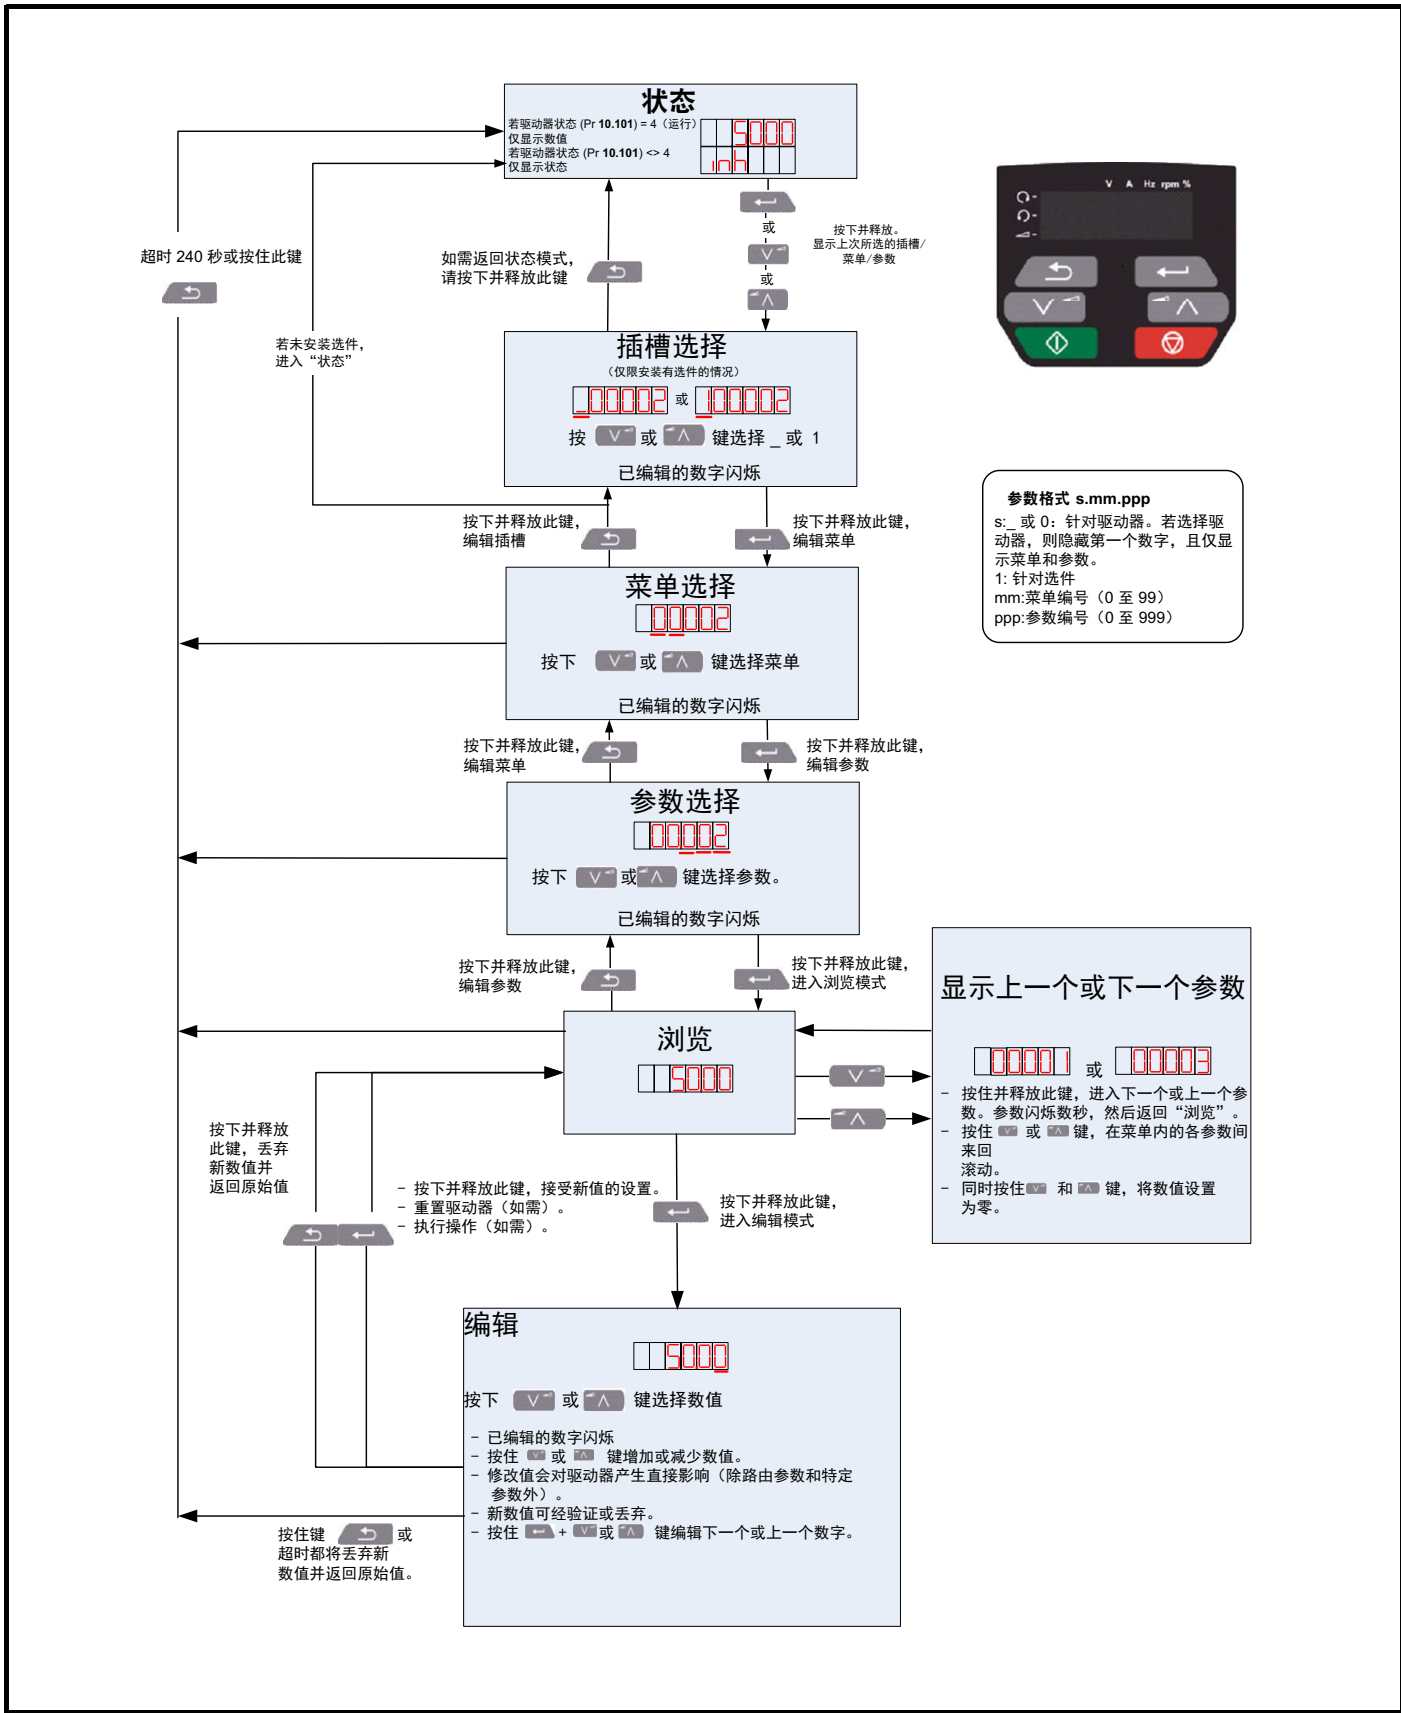 状态
若驱动器状态 (Pr 10.101) = 4（运行）
仅显示数值
若驱动器状态 (Pr 10.101) <> 4
仅显示状态
5000
inh
V A Hz rpm %
超时 240 秒或按住此键
如需返回状态模式，
请按下并释放此键
或
或
按下并释放。
显示上次所选的插槽/
菜单/参数
若未安装选件，
进入“状态”
插槽选择
（仅限安装有选件的情况）
_00002 或 100002
按 或 键选择 _ 或 1
已编辑的数字闪烁
按下并释放此键，
编辑插槽
按下并释放此键，
编辑菜单
参数格式 s.mm.ppp
s:_ 或 0：针对驱动器。若选择驱
动器，则隐藏第一个数字，且仅显
示菜单和参数。
1: 针对选件
mm:菜单编号（0 至 99）
ppp:参数编号（0 至 999）
菜单选择
00002
按下 或 键选择菜单
已编辑的数字闪烁
按下并释放此键，
编辑菜单
按下并释放此键，
编辑参数
参数选择
00002
按下 或 键选择参数。
已编辑的数字闪烁
按下并释放此键，
编辑参数
按下并释放此键，
进入浏览模式
浏览
5000
显示上一个或下一个参数
00001 或 00003
- 按住并释放此键，进入下一个或上一个参
数。参数闪烁数秒，然后返回“浏览”。
- 按住 或 键，在菜单内的各参数间
来回
滚动。
- 同时按住 和 键，将数值设置
为零。
按下并释放
此键，丢弃
新数值并
返回原始值
- 按下并释放此键，接受新值的设置。
- 重置驱动器（如需）。
- 执行操作（如需）。
按下并释放此键，
进入编辑模式
编辑
5000
按下 或 键选择数值
- 已编辑的数字闪烁
- 按住 或 键增加或减少数值。
- 修改值会对驱动器产生直接影响（除路由参数和特定
参数外）。
- 新数值可经验证或丢弃。
- 按住 + 或 键编辑下一个或上一个数字。
按住键 或
超时都将丢弃新
数值并返回原始值。